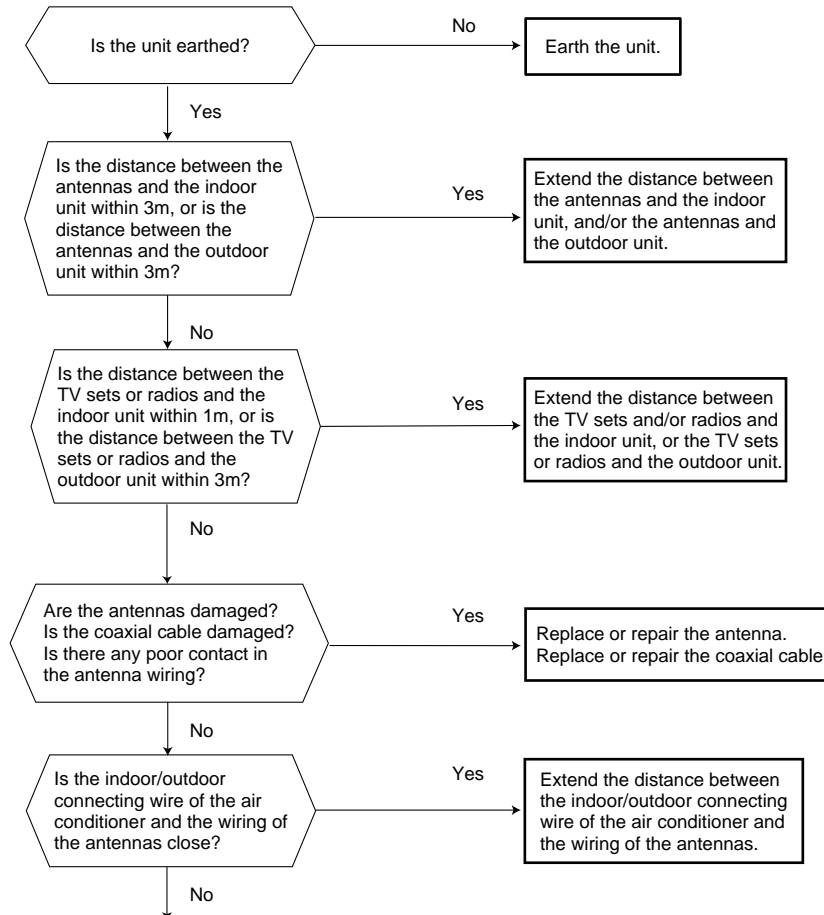 Is the unit earthed?
No
Earth the unit.
Yes
Is the distance between the
antennas and the indoor
unit within 3m, or is the
distance between the
antennas and the outdoor
unit within 3m?
Yes
Extend the distance between
the antennas and the indoor
unit, and/or the antennas and
the outdoor unit.
No
Is the distance between the
TV sets or radios and the
indoor unit within 1m, or is
the distance between the TV
sets or radios and the
outdoor unit within 3m?
Yes
Extend the distance between
the TV sets and/or radios and
the indoor unit, or the TV sets
or radios and the outdoor unit.
No
Are the antennas damaged?
Is the coaxial cable damaged?
Is there any poor contact in
the antenna wiring?
Yes
Replace or repair the antenna.
Replace or repair the coaxial cable
No
Is the indoor/outdoor
connecting wire of the air
conditioner and the wiring of
the antennas close?
Yes
Extend the distance between
the indoor/outdoor connecting
wire of the air conditioner and
the wiring of the antennas.
No